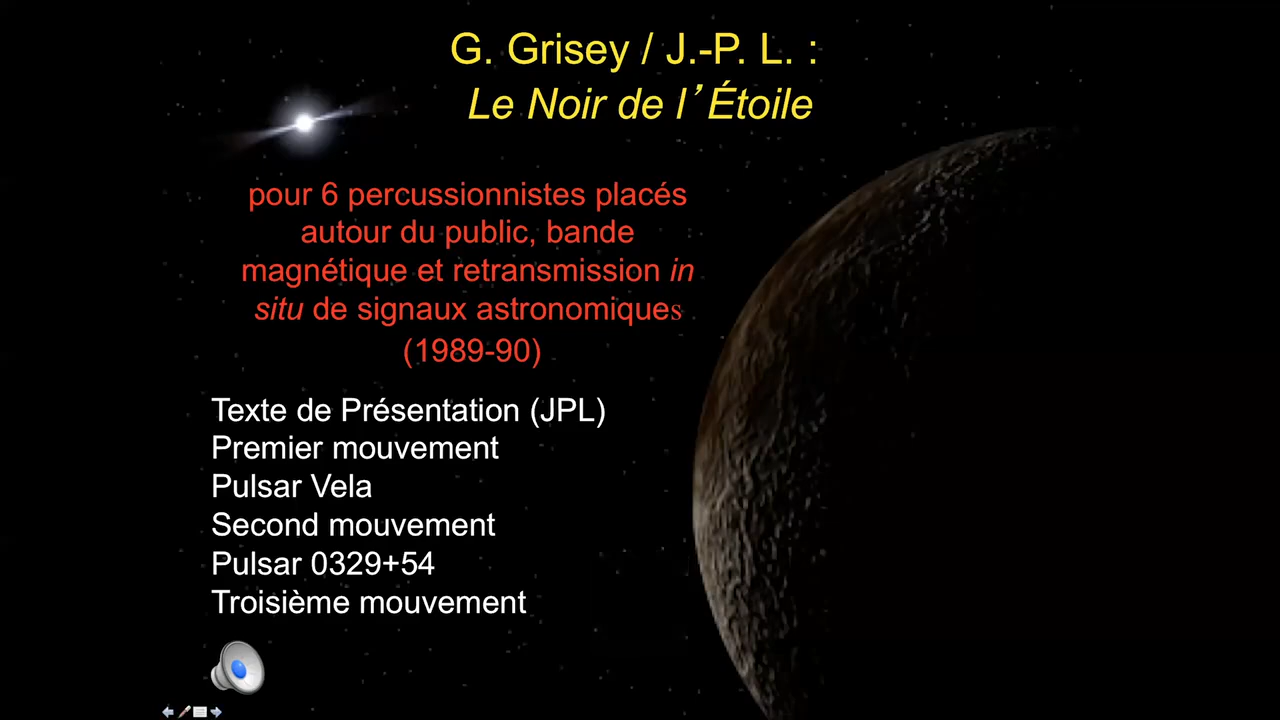 G. Grisey / J.-P. L. :
Le Noir de l’Étoile
pour 6 percussionnistes placés
autour du public, bande
magnétique et retransmission in
situ de signaux astronomiques
(1989-90)
Texte de Présentation (JPL)
Premier mouvement
Pulsar Vela
Second mouvement
Pulsar 0329+54
Troisième mouvement